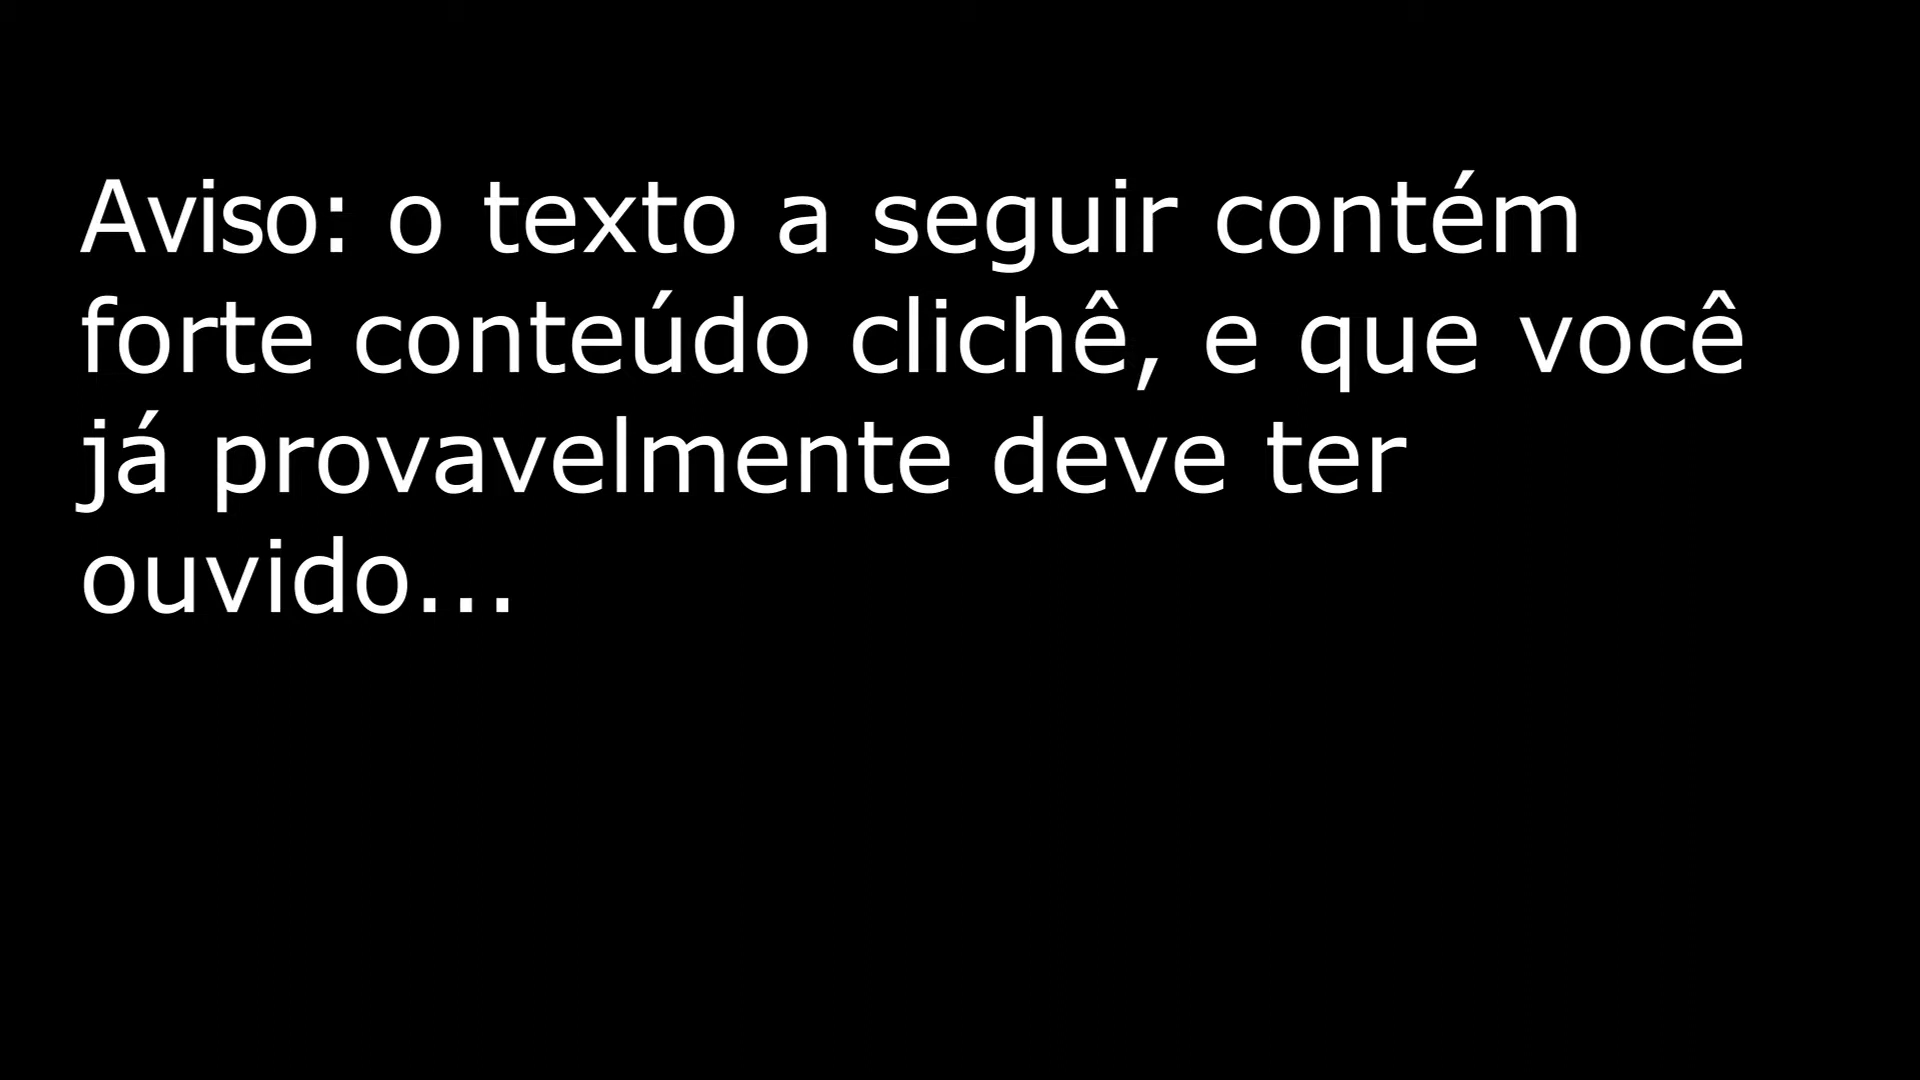 Aviso: o texto a seguir contém
forte conteúdo clichê, e que você
já provavelmente deve ter
ouvido...